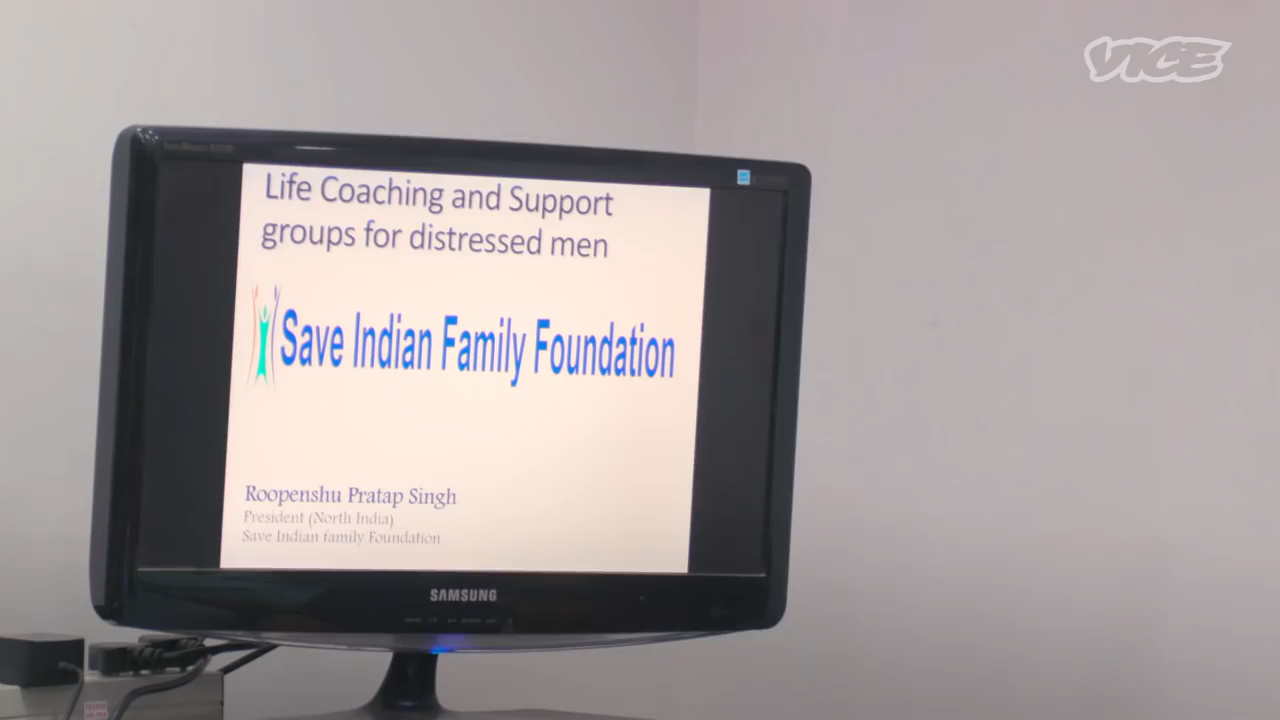 VICE
Life Coaching and Support
groups for distressed men
Save Indian Family Foundation
Roopenshu Pratap Singh
President (North India)
Save Indian family Foundation
SAMSUNG